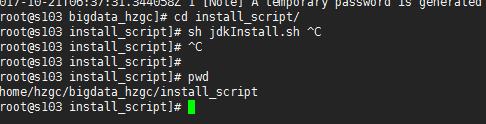 017-10-21T06:37:31.344058Z 1 [Note] A temporary password is generated
root@s103 bigdata_hzgc]# cd install_script/
root@s103 install_script]# sh jdkInstall.sh ^C
root@s103 install_script]# ^C
root@s103 install_script]#
root@s103 install_script]# pwd
home/hzgc/bigdata_hzgc/install_script
root@s103 install_script]#